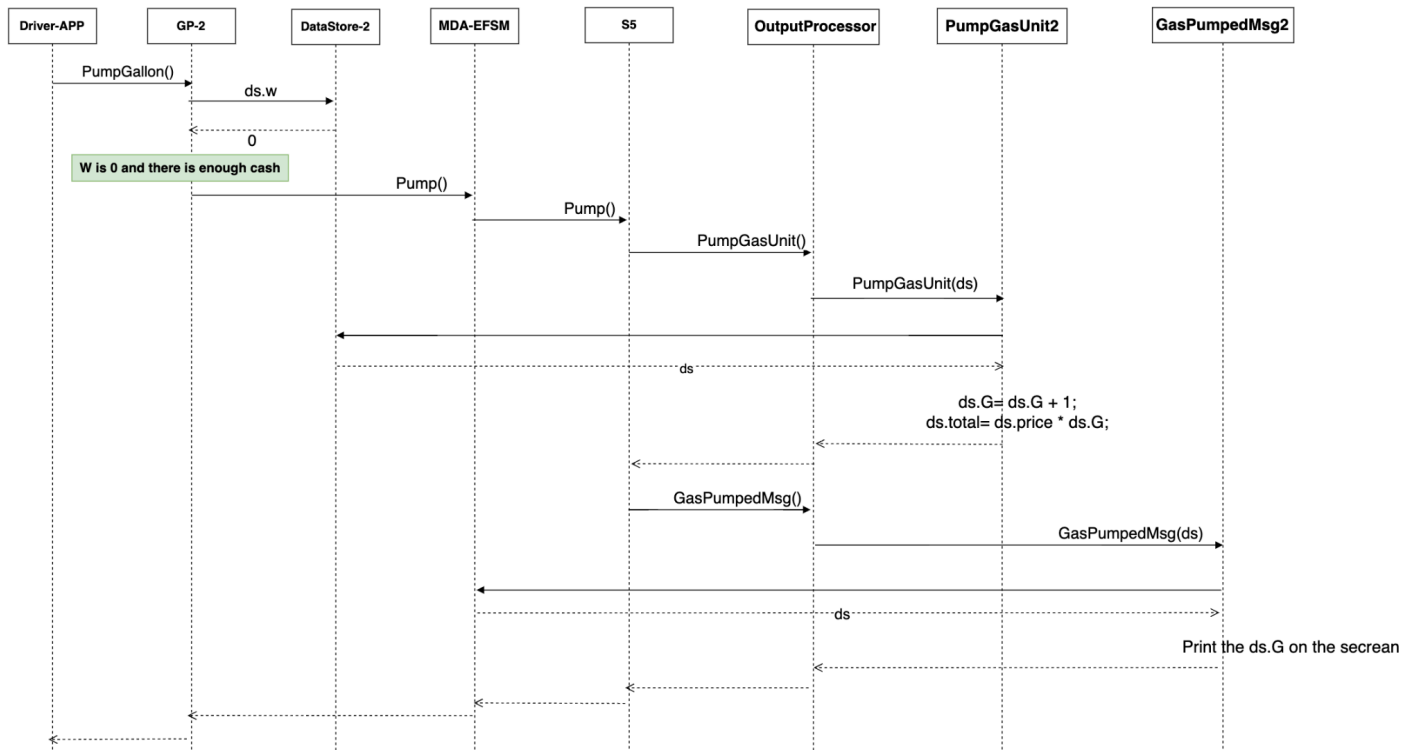 Driver-APP
GP-2
DataStore-2
MDA-EFSM
S5
OutputProcessor
PumpGasUnit2
GasPumpedMsg2
PumpGallon()
ds.w
0
W is 0 and there is enough cash
Pump()
Pump()
PumpGasUnit()
PumpGasUnit(ds)
ds
ds.G= ds.G + 1;
ds.total= ds.price * ds.G;
GasPumpedMsg()
GasPumpedMsg(ds)
ds
Print the ds.G on the secrean